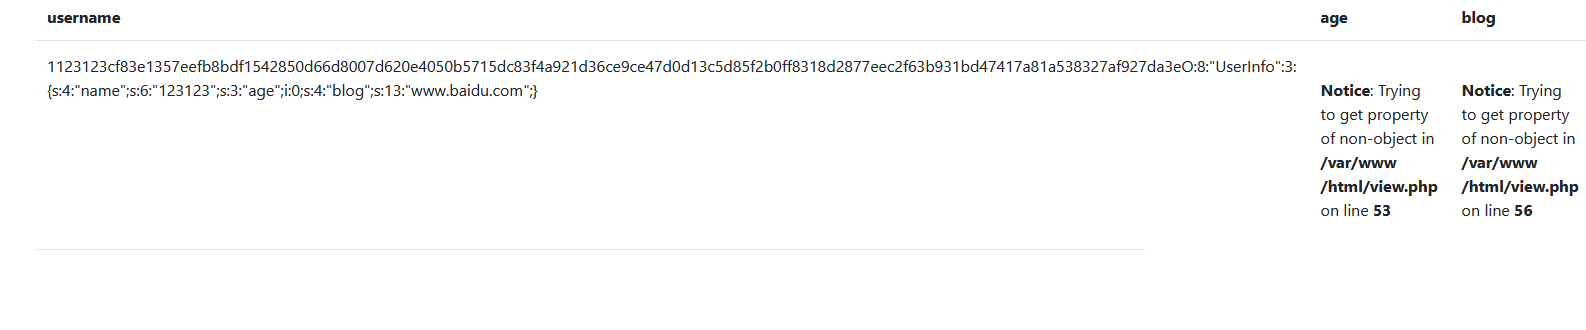 username age blog
1123123cf83e1357eefb8bdf1542850d66d8007d620e4050b5715dc83f4a921d36ce9ce47d0d13c5d85f2b0ff8318d2877eec2f63b931bd47417a81a538327af927da3eO:8:"UserInfo":3:
{s:4:"name";s:6:"123123";s:3:"age";i:0;s:4:"blog";s:13:"www.baidu.com";}
Notice: Trying
to get property
of non-object in
/var/www
/html/view.php
on line 53
Notice: Trying
to get property
of non-object in
/var/www
/html/view.php
on line 56